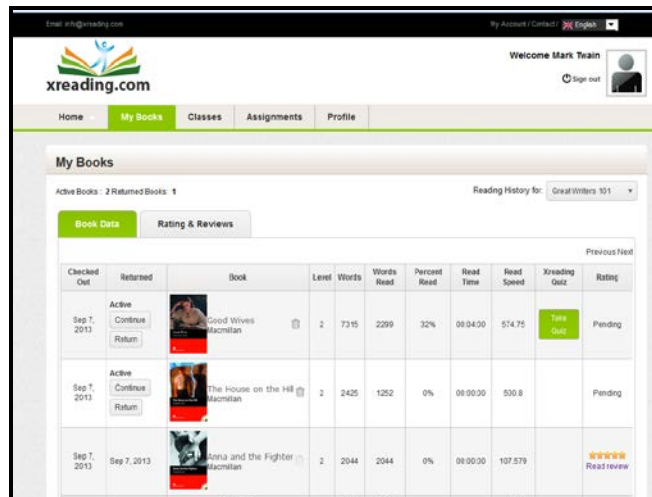 Email: info@xreading.com
My Account / Contact / English
xreading.com
Welcome Mark Twain
Sign out
Home
My Books
Classes
Assignments
Profile
My Books
Active Books : 2 Returned Books: 1
Reading History for: Great Writers 101
Book Data
Rating & Reviews
Prevous Next
Checked Out
Returned
Book
Level
Words
Words Read
Percent Read
Read Time
Read Speed
Xreading Quiz
Rating
Sep 7, 2013
Active
Continue
Return
Good Wives
Macmillan
2
7315
2299
32%
00:04:00
574.75
Take Quiz
Pending
Sep 7, 2013
Active
Continue
Return
The House on the Hill
Macmillan
2
2425
1252
0%
00:00:00
500.8
Pending
Sep 7, 2013
Sep 7, 2013
Anna and the Fighter
Macmillan
2
2044
2044
0%
00:00:00
107.579
Read review